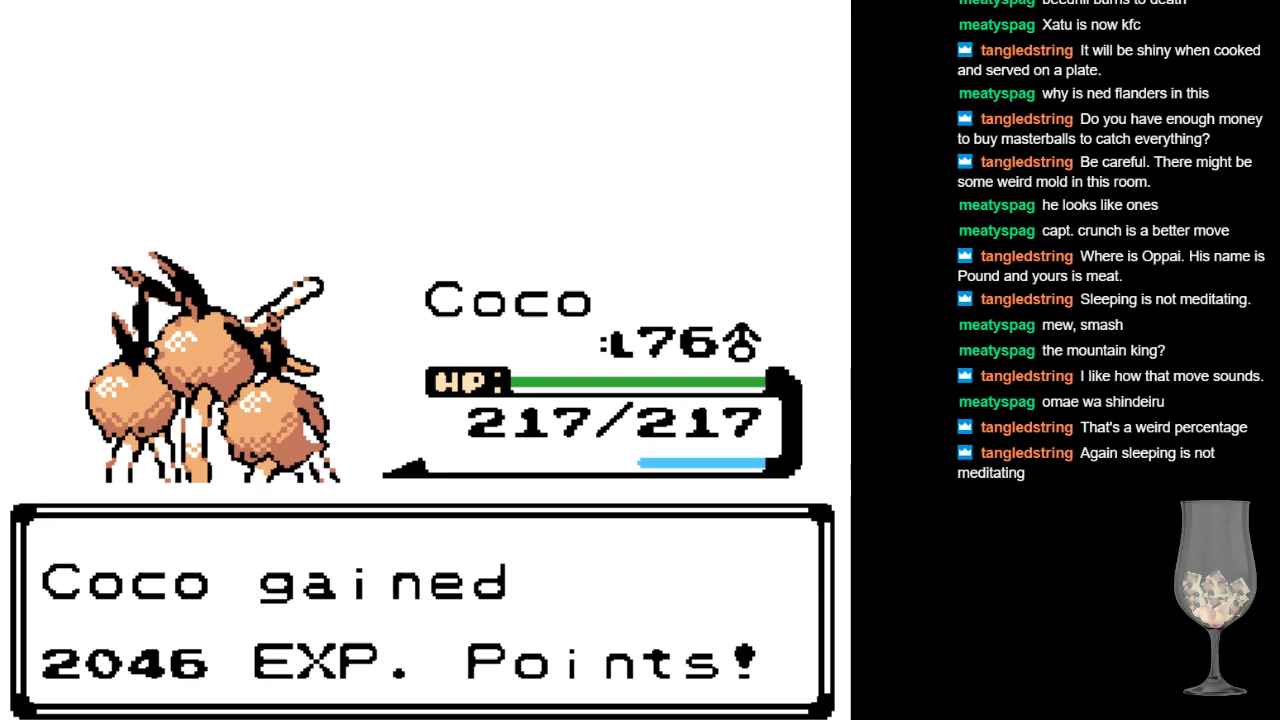 Coco
:L76♂
HP:
217/217
Coco gained
2046 EXP. Points!
meatyspag Xatu is now kfc
tangledstring It will be shiny when cooked
and served on a plate.
meatyspag why is ned flanders in this
tangledstring Do you have enough money
to buy masterballs to catch everything?
tangledstring Be careful. There might be
some weird mold in this room.
meatyspag he looks like ones
meatyspag capt. crunch is a better move
tangledstring Where is Oppai. His name is
Pound and yours is meat.
tangledstring Sleeping is not meditating.
meatyspag mew, smash
meatyspag the mountain king?
tangledstring I like how that move sounds.
meatyspag omae wa shindeiru
tangledstring That's a weird percentage
tangledstring Again sleeping is not
meditating